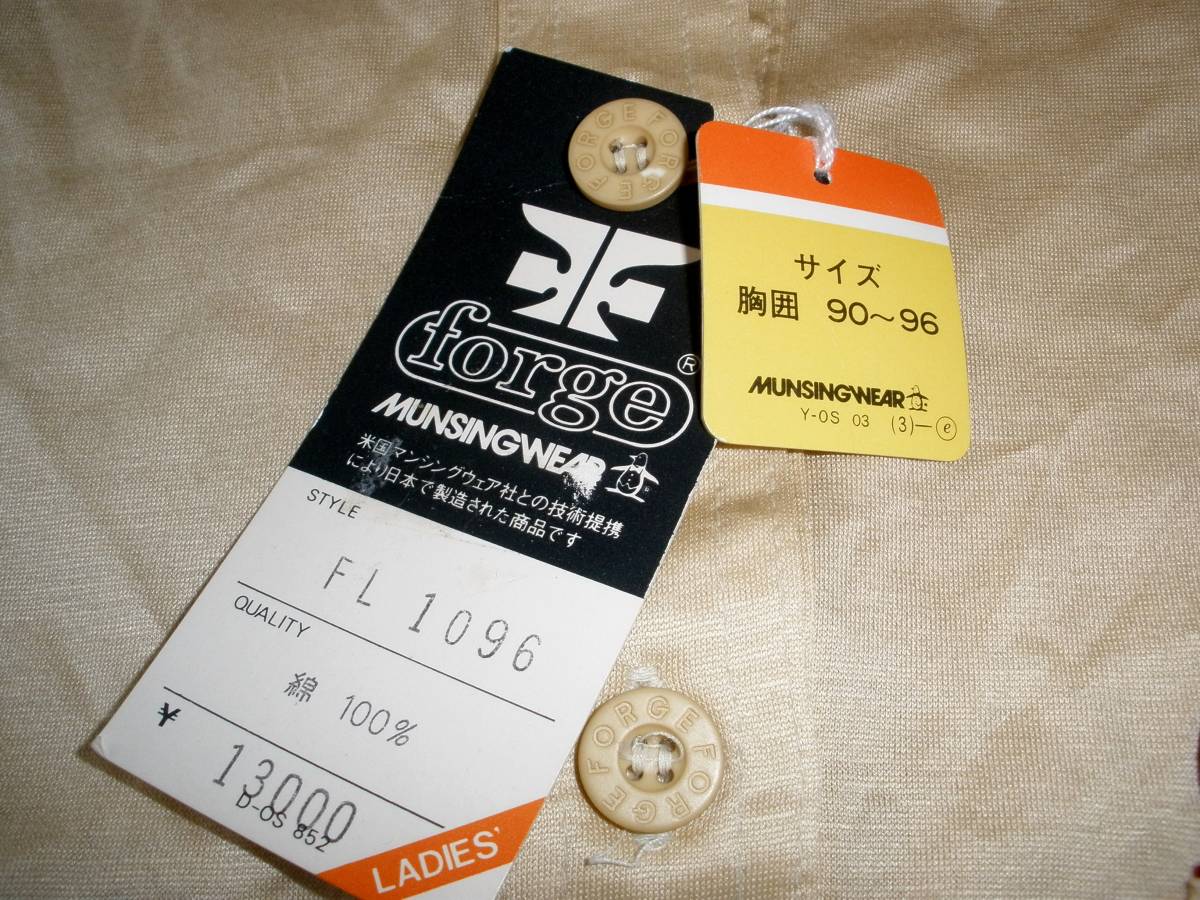 FORGE FORGE
forge®
MUNSINGWEAR
米国マンシングウェア社との技術提携
により日本で製造された商品です
STYLE
FL 1096
QUALITY
綿 100%
¥
13000
D-OS 852
LADIES'
サイズ
胸囲 90~96
MUNSINGWEAR
Y-OS 03 (3)-ⓔ
FORGE FORGE